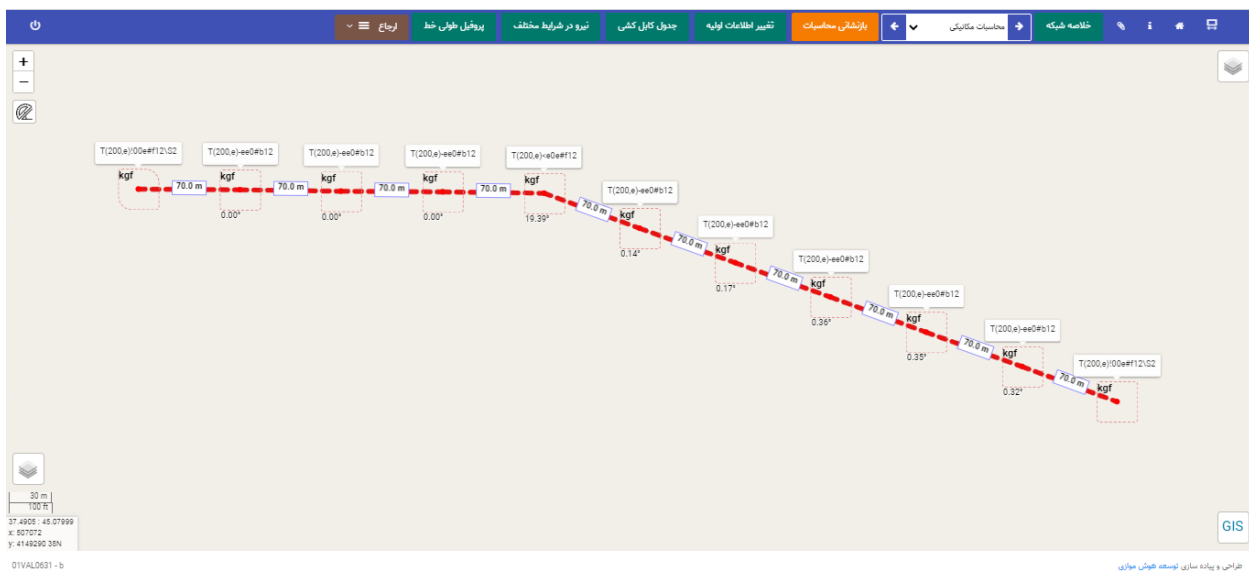 خلاصه شبکه
محاسبات مکانیکی
بازنشانی محاسبات
تغییر اطلاعات اولیه
جدول کابل کشی
نیرو در شرایط مختلف
پروفیل طولی خط
ارجاع
+
−
T(200,e)!00e#f12\S2
T(200,e)-ee0#b12
T(200,e)-ee0#b12
T(200,e)-ee0#b12
T(200,e)<e0e#f12
kgf
kgf
kgf
kgf
kgf
70.0 m
70.0 m
70.0 m
70.0 m
0.00°
0.00°
0.00°
19.39°
T(200,e)-ee0#b12
70.0 m
kgf
0.14°
T(200,e)-ee0#b12
70.0 m
kgf
0.17°
T(200,e)-ee0#b12
70.0 m
kgf
0.36°
T(200,e)-ee0#b12
70.0 m
kgf
0.35°
T(200,e)-ee0#b12
70.0 m
kgf
0.32°
T(200,e)!00e#f12\S2
70.0 m
kgf
30 m
100 ft
37.4905 : 45.07999
x: 507072
y: 4149290 38N
GIS
01VAL0631 - b
طراحی و پیاده سازی توسعه هوش موازی